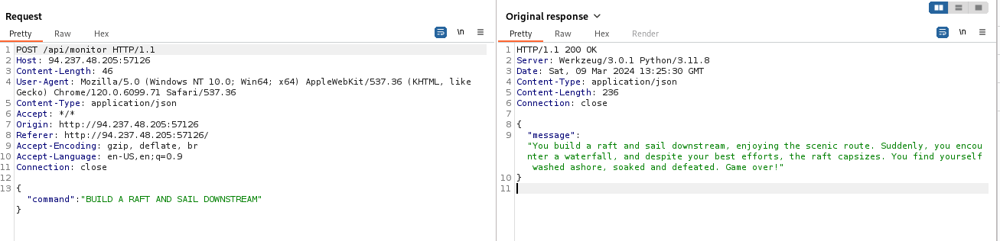 Request
Pretty Raw Hex \n
1 POST /api/monitor HTTP/1.1
2 Host: 94.237.48.205:57126
3 Content-Length: 46
4 User-Agent: Mozilla/5.0 (Windows NT 10.0; Win64; x64) AppleWebKit/537.36 (KHTML, like
Gecko) Chrome/120.0.6099.71 Safari/537.36
5 Content-Type: application/json
6 Accept: */*
7 Origin: http://94.237.48.205:57126
8 Referer: http://94.237.48.205:57126/
9 Accept-Encoding: gzip, deflate, br
10 Accept-Language: en-US,en;q=0.9
11 Connection: close
12
13 {
"command":"BUILD A RAFT AND SAIL DOWNSTREAM"
}
Original response
Pretty Raw Hex Render \n
1 HTTP/1.1 200 OK
2 Server: Werkzeug/3.0.1 Python/3.11.8
3 Date: Sat, 09 Mar 2024 13:25:30 GMT
4 Content-Type: application/json
5 Content-Length: 236
6 Connection: close
7
8 {
9 "message":
"You build a raft and sail downstream, enjoying the scenic route. Suddenly, you encou
nter a waterfall, and despite your best efforts, the raft capsizes. You find yourself
washed ashore, soaked and defeated. Game over!"
10 }
11